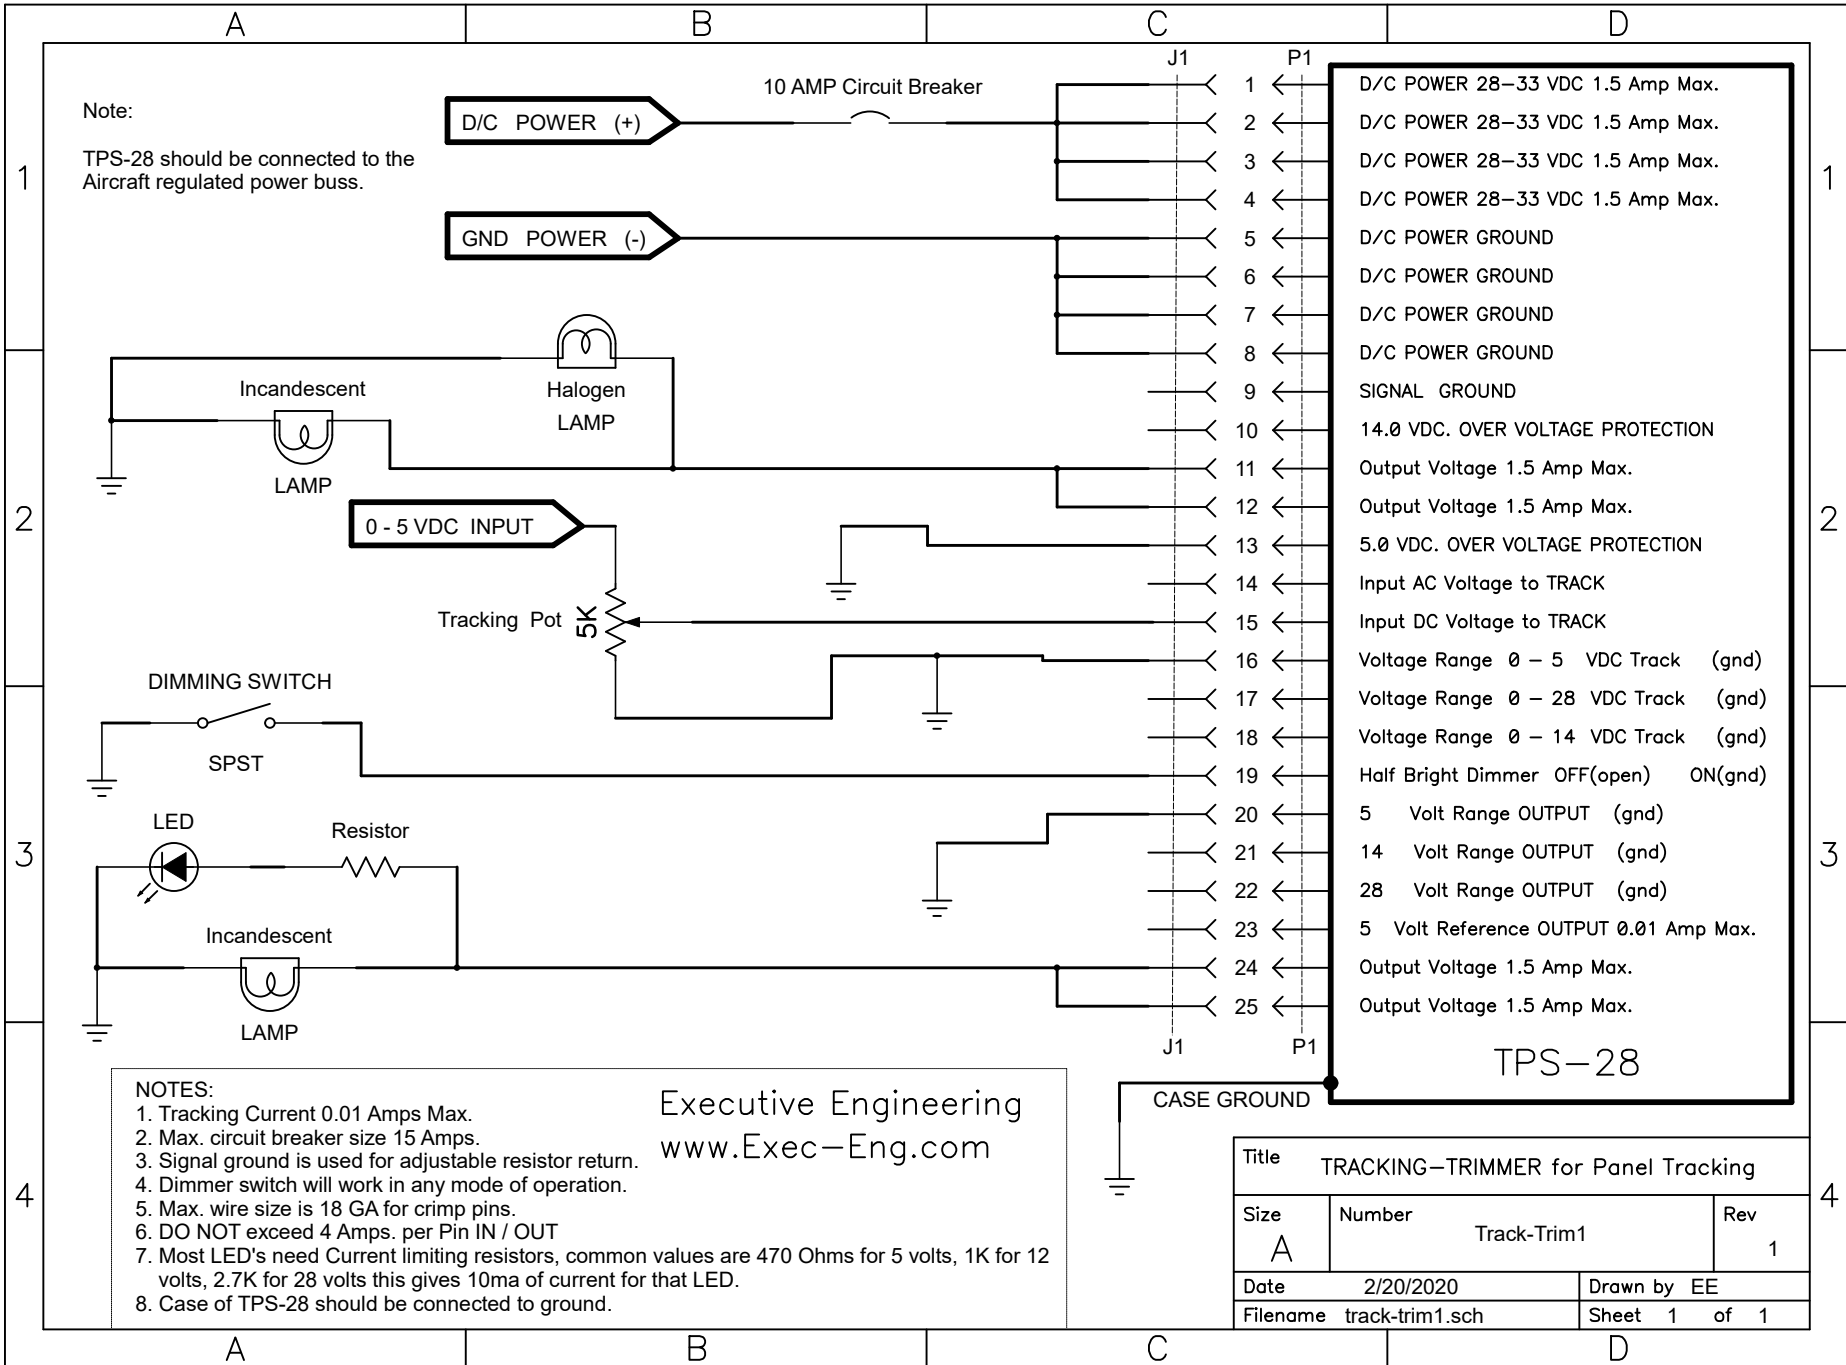 A B C D
J1 P1
10 AMP Circuit Breaker
Note:
TPS-28 should be connected to the
Aircraft regulated power buss.
D/C POWER (+)
GND POWER (-)
1 1
1 D/C POWER 28–33 VDC 1.5 Amp Max.
2 D/C POWER 28–33 VDC 1.5 Amp Max.
3 D/C POWER 28–33 VDC 1.5 Amp Max.
4 D/C POWER 28–33 VDC 1.5 Amp Max.
5 D/C POWER GROUND
6 D/C POWER GROUND
7 D/C POWER GROUND
8 D/C POWER GROUND
9 SIGNAL GROUND
10 14.0 VDC. OVER VOLTAGE PROTECTION
11 Output Voltage 1.5 Amp Max.
12 Output Voltage 1.5 Amp Max.
13 5.0 VDC. OVER VOLTAGE PROTECTION
14 Input AC Voltage to TRACK
15 Input DC Voltage to TRACK
16 Voltage Range 0 – 5 VDC Track (gnd)
17 Voltage Range 0 – 28 VDC Track (gnd)
18 Voltage Range 0 – 14 VDC Track (gnd)
19 Half Bright Dimmer OFF(open) ON(gnd)
20 5 Volt Range OUTPUT (gnd)
21 14 Volt Range OUTPUT (gnd)
22 28 Volt Range OUTPUT (gnd)
23 5 Volt Reference OUTPUT 0.01 Amp Max.
24 Output Voltage 1.5 Amp Max.
25 Output Voltage 1.5 Amp Max.
J1 P1
TPS–28
CASE GROUND
Incandescent
LAMP
Halogen
LAMP
2 2
0 - 5 VDC INPUT
Tracking Pot
5K
DIMMING SWITCH
SPST
3 3
LED
Resistor
Incandescent
LAMP
NOTES:
1. Tracking Current 0.01 Amps Max.
2. Max. circuit breaker size 15 Amps.
3. Signal ground is used for adjustable resistor return.
4. Dimmer switch will work in any mode of operation.
5. Max. wire size is 18 GA for crimp pins.
6. DO NOT exceed 4 Amps. per Pin IN / OUT
7. Most LED's need Current limiting resistors, common values are 470 Ohms for 5 volts, 1K for 12
volts, 2.7K for 28 volts this gives 10ma of current for that LED.
8. Case of TPS-28 should be connected to ground.
Executive Engineering
www.Exec–Eng.com
4 4
Title TRACKING–TRIMMER for Panel Tracking
Size A
Number Track-Trim1
Rev 1
Date 2/20/2020
Drawn by EE
Filename track-trim1.sch
Sheet 1 of 1
A B C D